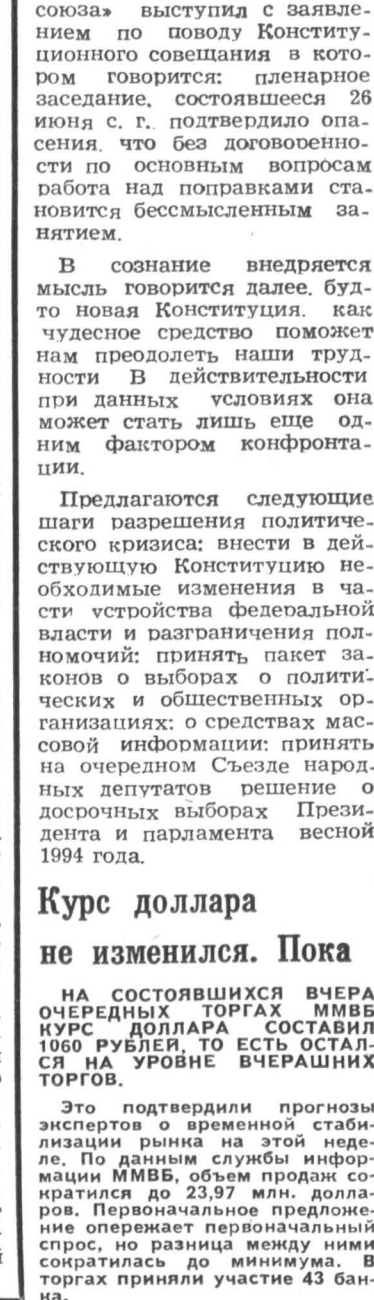 союза» выступил с заявле-
нием по поводу Конститу-
ционного совещания в кото-
ром говорится: пленарное
заседание, состоявшееся 26
июня с. г., подтвердило опа-
сения, что без договоренно-
сти по основным вопросам
работа над поправками ста-
новится бессмысленным за-
нятием.
В сознание внедряется
мысль говорится далее, буд-
то новая Конституция, как
чудесное средство поможет
нам преодолеть наши труд-
ности В действительности
при данных условиях она
может стать лишь еще од-
ним фактором конфронта-
ции.
Предлагаются следующие
шаги разрешения политиче-
ского кризиса: внести в дей-
ствующую Конституцию не-
обходимые изменения в ча-
сти устройства федеральной
власти и разграничения пол-
номочий: принять пакет за-
конов о выборах о полити-
ческих и общественных ор-
ганизациях: о средствах мас-
совой информации: принять
на очередном Съезде народ-
ных депутатов решение о
досрочных выборах Прези-
дента и парламента весной
1994 года.
Курс доллара
не изменился. Пока
НА СОСТОЯВШИХСЯ ВЧЕРА
ОЧЕРЕДНЫХ ТОРГАХ ММВБ
КУРС ДОЛЛАРА СОСТАВИЛ
1060 РУБЛЕЙ, ТО ЕСТЬ ОСТАЛ-
СЯ НА УРОВНЕ ВЧЕРАШНИХ
ТОРГОВ.
Это подтвердили прогнозы
экспертов о временной стаби-
лизации рынка на этой неде-
ле. По данным службы инфор-
мации ММВБ, объем продаж со-
кратился до 23,97 млн. долла-
ров. Первоначальное предложе-
ние опережает первоначальный
спрос, но разница между ними
сократилась до минимума. В
торгах приняли участие 43 бан-
ка.